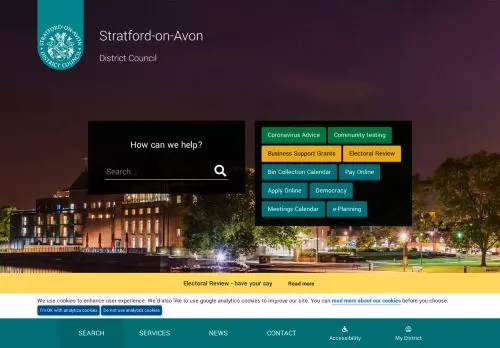 STRATFORD-ON-AVON
DISTRICT COUNCIL
Stratford-on-Avon
District Council
How can we help?
Search...
Coronavirus Advice
Community testing
Business Support Grants
Electoral Review
Bin Collection Calendar
Pay Online
Apply Online
Democracy
Meetings Calendar
e-Planning
Electoral Review - have your say
Read more
We use cookies to enhance user experience. We'd also like to use google analytics cookies to improve our site. You can read more about our cookies before you choose.
I'm OK with analytics cookies
Do not use analytics cookies
SEARCH
SERVICES
NEWS
CONTACT
Accessibility
My District